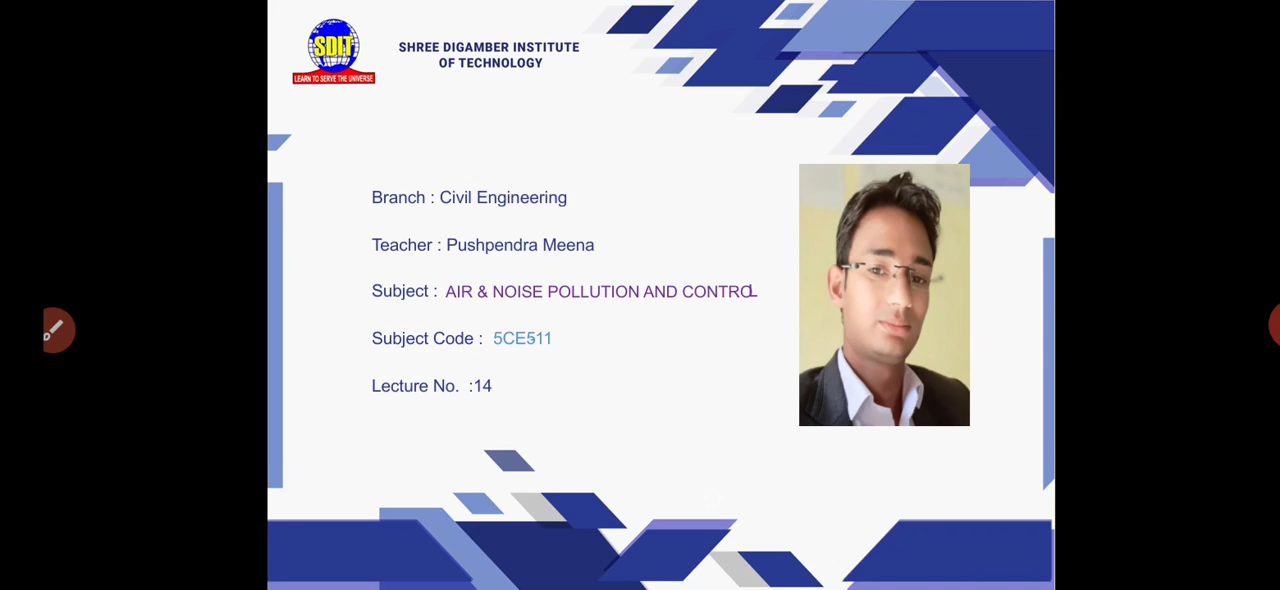 SDIT
LEARN TO SERVE THE UNIVERSE
SHREE DIGAMBER INSTITUTE
OF TECHNOLOGY
Branch : Civil Engineering
Teacher : Pushpendra Meena
Subject : AIR & NOISE POLLUTION AND CONTROL
Subject Code : 5CE511
Lecture No. :14